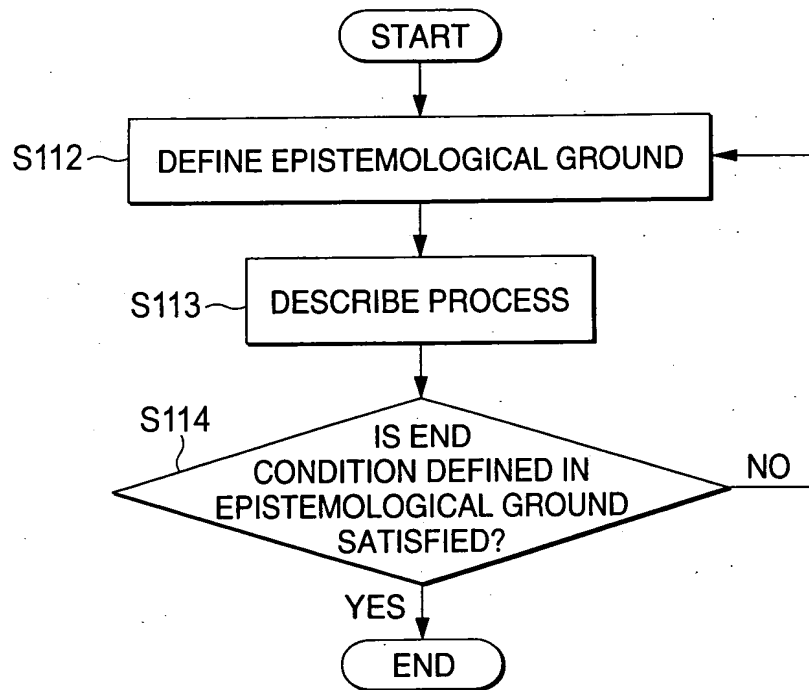 START
S112
DEFINE EPISTEMOLOGICAL GROUND
S113
DESCRIBE PROCESS
S114
IS END
CONDITION DEFINED IN
EPISTEMOLOGICAL GROUND
SATISFIED?
NO
YES
END